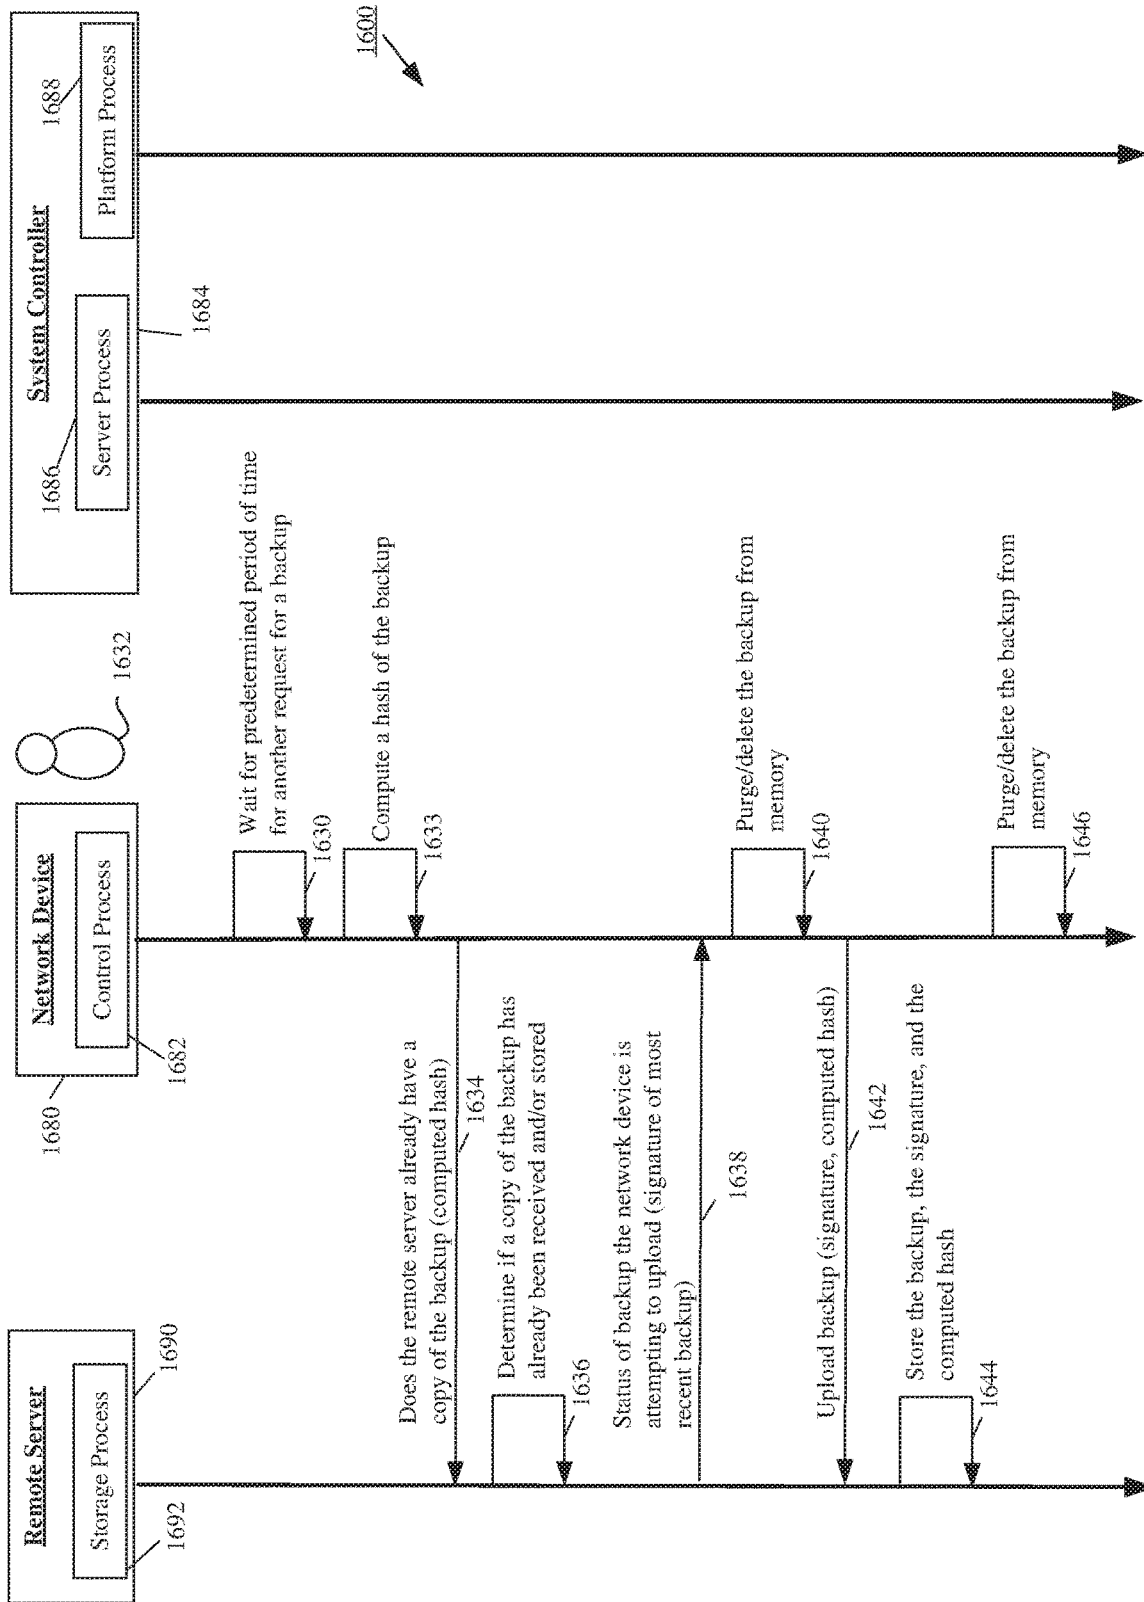 Remote Server
Storage Process
1692
1690
Network Device
Control Process
1680
1682
1632
System Controller
Server Process
Platform Process
1686
1684
1688
1600
Wait for predetermined period of time
for another request for a backup
1630
Compute a hash of the backup
1633
Does the remote server already have a
copy of the backup (computed hash)
1634
Determine if a copy of the backup has
already been received and/or stored
1636
Status of backup the network device is
attempting to upload (signature of most
recent backup)
1638
Purge/delete the backup from
memory
1640
Upload backup (signature, computed hash)
1642
Store the backup, the signature, and the
computed hash
1644
Purge/delete the backup from
memory
1646